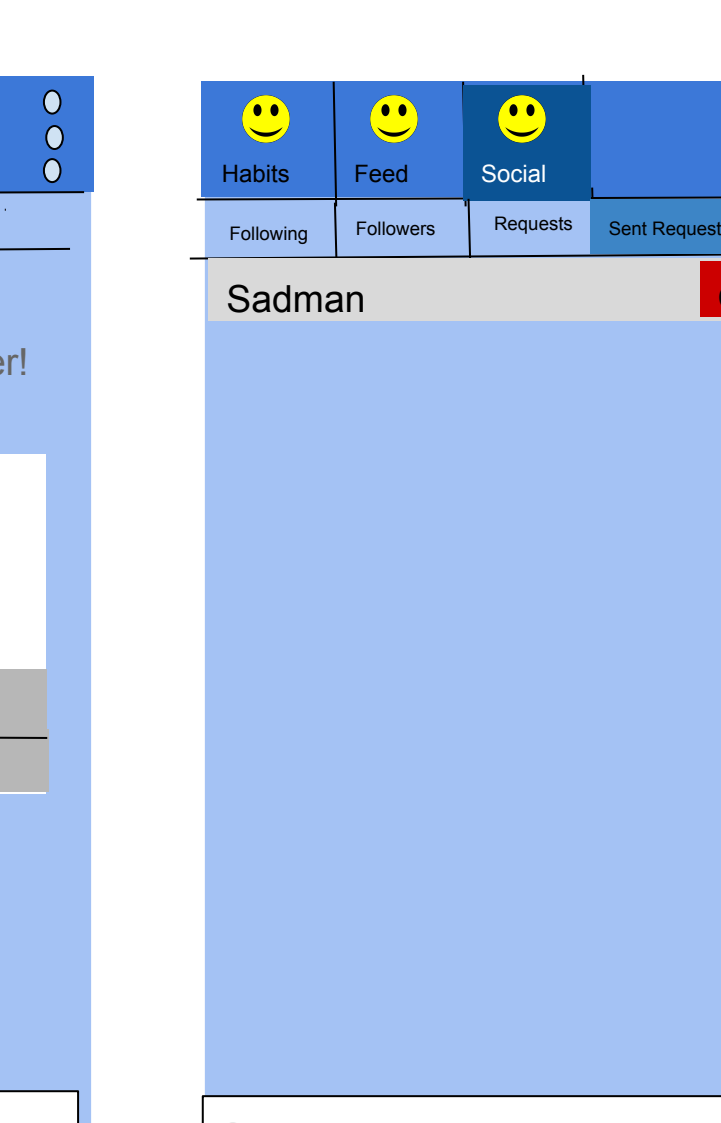 Habits Feed Social
Following Followers Requests Sent Request
er!
Sadman